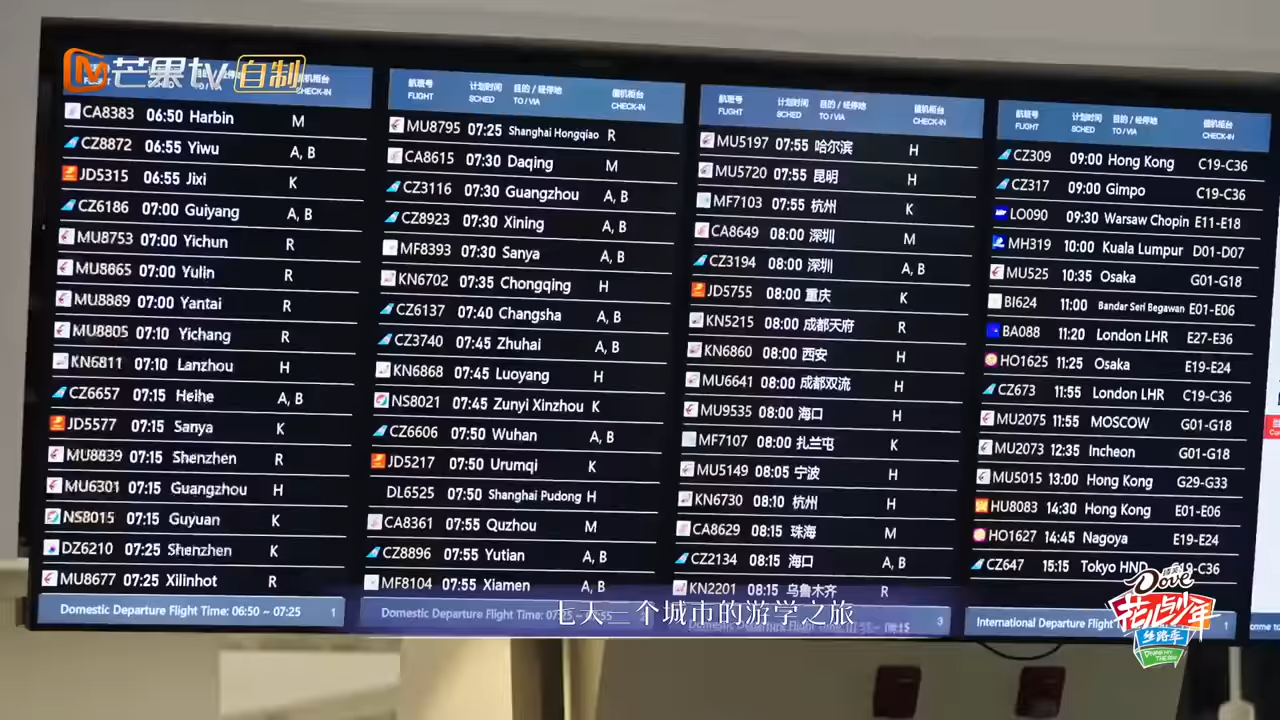 芒果tv 自制
航班号 计划时间 目的 / 经停地 值机柜台
FLIGHT SCHED TO / VIA CHECK-IN
CA8383 06:50 Harbin M
CZ8872 06:55 Yiwu A, B
JD5315 06:55 Jixi K
CZ6186 07:00 Guiyang A, B
MU8753 07:00 Yichun R
MU8865 07:00 Yulin R
MU8869 07:00 Yantai R
MU8805 07:10 Yichang R
KN6811 07:10 Lanzhou H
CZ6657 07:15 Heihe A, B
JD5577 07:15 Sanya K
MU8839 07:15 Shenzhen R
MU6301 07:15 Guangzhou H
NS8015 07:15 Guyuan K
DZ6210 07:25 Shenzhen K
MU8677 07:25 Xilinhot R
Domestic Departure Flight Time: 06:50 ~ 07:25 1
航班号 计划时间 目的 / 经停地 值机柜台
FLIGHT SCHED TO / VIA CHECK-IN
MU8795 07:25 Shanghai Hongqiao R
CA8615 07:30 Daqing M
CZ3116 07:30 Guangzhou A, B
CZ8923 07:30 Xining A, B
MF8393 07:30 Sanya A, B
KN6702 07:35 Chongqing H
CZ6137 07:40 Changsha A, B
CZ3740 07:45 Zhuhai A, B
KN6868 07:45 Luoyang H
NS8021 07:45 Zunyi Xinzhou K
CZ6606 07:50 Wuhan A, B
JD5217 07:50 Urumqi K
DL6525 07:50 Shanghai Pudong H
CA8361 07:55 Quzhou M
CZ8896 07:55 Yutian A, B
MF8104 07:55 Xiamen A, B
Domestic Departure Flight Time: 07:25 ~ 07:55
航班号 计划时间 目的 / 经停地 值机柜台
FLIGHT SCHED TO / VIA CHECK-IN
MU5197 07:55 哈尔滨 H
MU5720 07:55 昆明 H
MF7103 07:55 杭州 K
CA8649 08:00 深圳 M
CZ3194 08:00 深圳 A, B
JD5755 08:00 重庆 K
KN5215 08:00 成都天府 R
KN6860 08:00 西安 H
MU6641 08:00 成都双流 H
MU9535 08:00 海口 H
MF7107 08:00 扎兰屯 K
MU5149 08:05 宁波 H
KN6730 08:10 杭州 H
CA8629 08:15 珠海 M
CZ2134 08:15 海口 A, B
KN2201 08:15 乌鲁木齐 R
3
航班号 计划时间 目的 / 经停地 值机柜台
FLIGHT SCHED TO / VIA CHECK-IN
CZ309 09:00 Hong Kong C19-C36
CZ317 09:00 Gimpo C19-C36
LO090 09:30 Warsaw Chopin E11-E18
MH319 10:00 Kuala Lumpur D01-D07
MU525 10:35 Osaka G01-G18
BI624 11:00 Bandar Seri Begawan E01-E06
BA088 11:20 London LHR E27-E36
HO1625 11:25 Osaka E19-E24
CZ673 11:55 London LHR C19-C36
MU2075 11:55 MOSCOW G01-G18
MU2073 12:35 Incheon G01-G18
MU5015 13:00 Hong Kong G29-G33
HU8083 14:30 Hong Kong E01-E06
HO1627 14:45 Nagoya E19-E24
CZ647 15:15 Tokyo HND C19-C36
International Departure Flight 1
七天三个城市的游学之旅
Dove
花儿与少年
丝路季